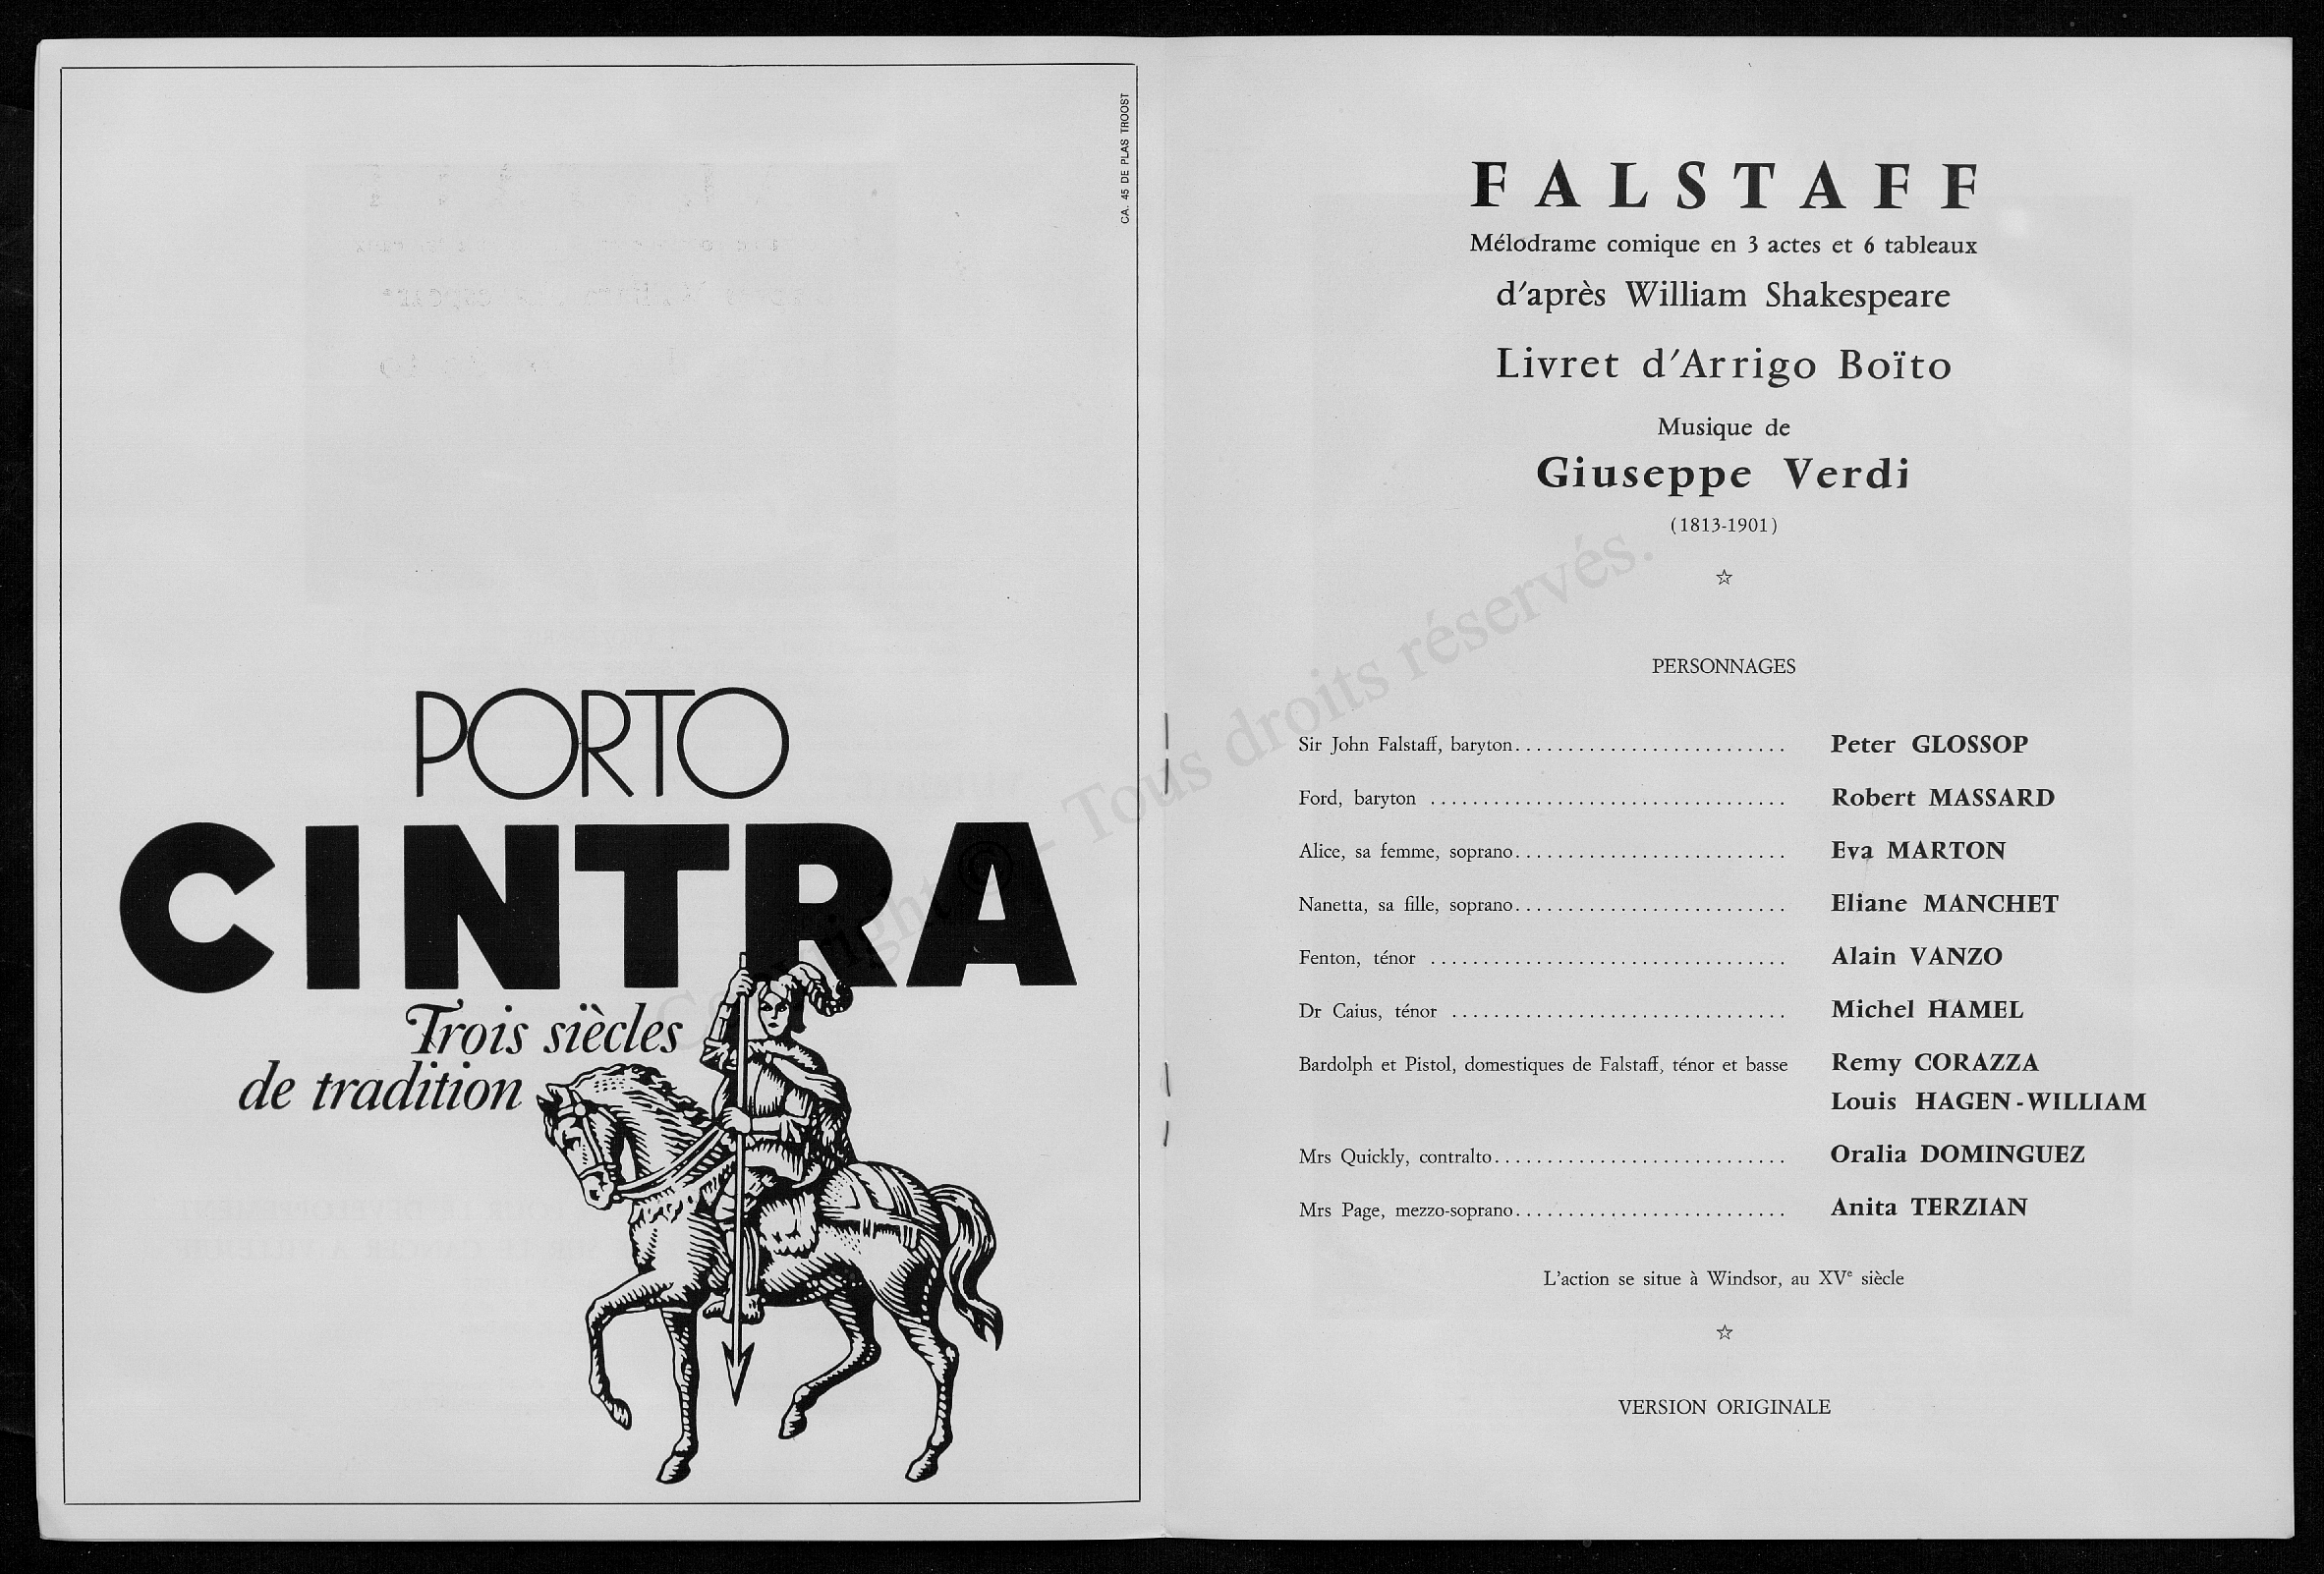 CA. 45 DE PLAS TROOST
PORTO
CINTRA
Trois siècles
de tradition
FALSTAFF
Mélodrame comique en 3 actes et 6 tableaux
d'après William Shakespeare
Livret d'Arrigo Boïto
Musique de
Giuseppe Verdi
(1813-1901)
PERSONNAGES
Sir John Falstaff, baryton.......................... Peter GLOSSOP
Ford, baryton .................................. Robert MASSARD
Alice, sa femme, soprano.......................... Eva MARTON
Nanetta, sa fille, soprano.......................... Eliane MANCHET
Fenton, ténor .................................. Alain VANZO
Dr Caius, ténor ................................ Michel HAMEL
Bardolph et Pistol, domestiques de Falstaff, ténor et basse Remy CORAZZA
Louis HAGEN-WILLIAM
Mrs Quickly, contralto............................ Oralia DOMINGUEZ
Mrs Page, mezzo-soprano.......................... Anita TERZIAN
L'action se situe à Windsor, au XVe siècle
VERSION ORIGINALE
Copyright © - Tous droits réservés.